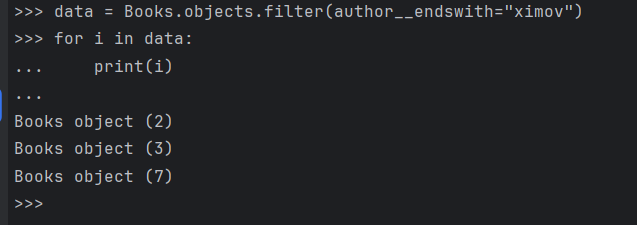 >>> data = Books.objects.filter(author__endswith="ximov")
>>> for i in data:
...     print(i)
...
Books object (2)
Books object (3)
Books object (7)
>>>